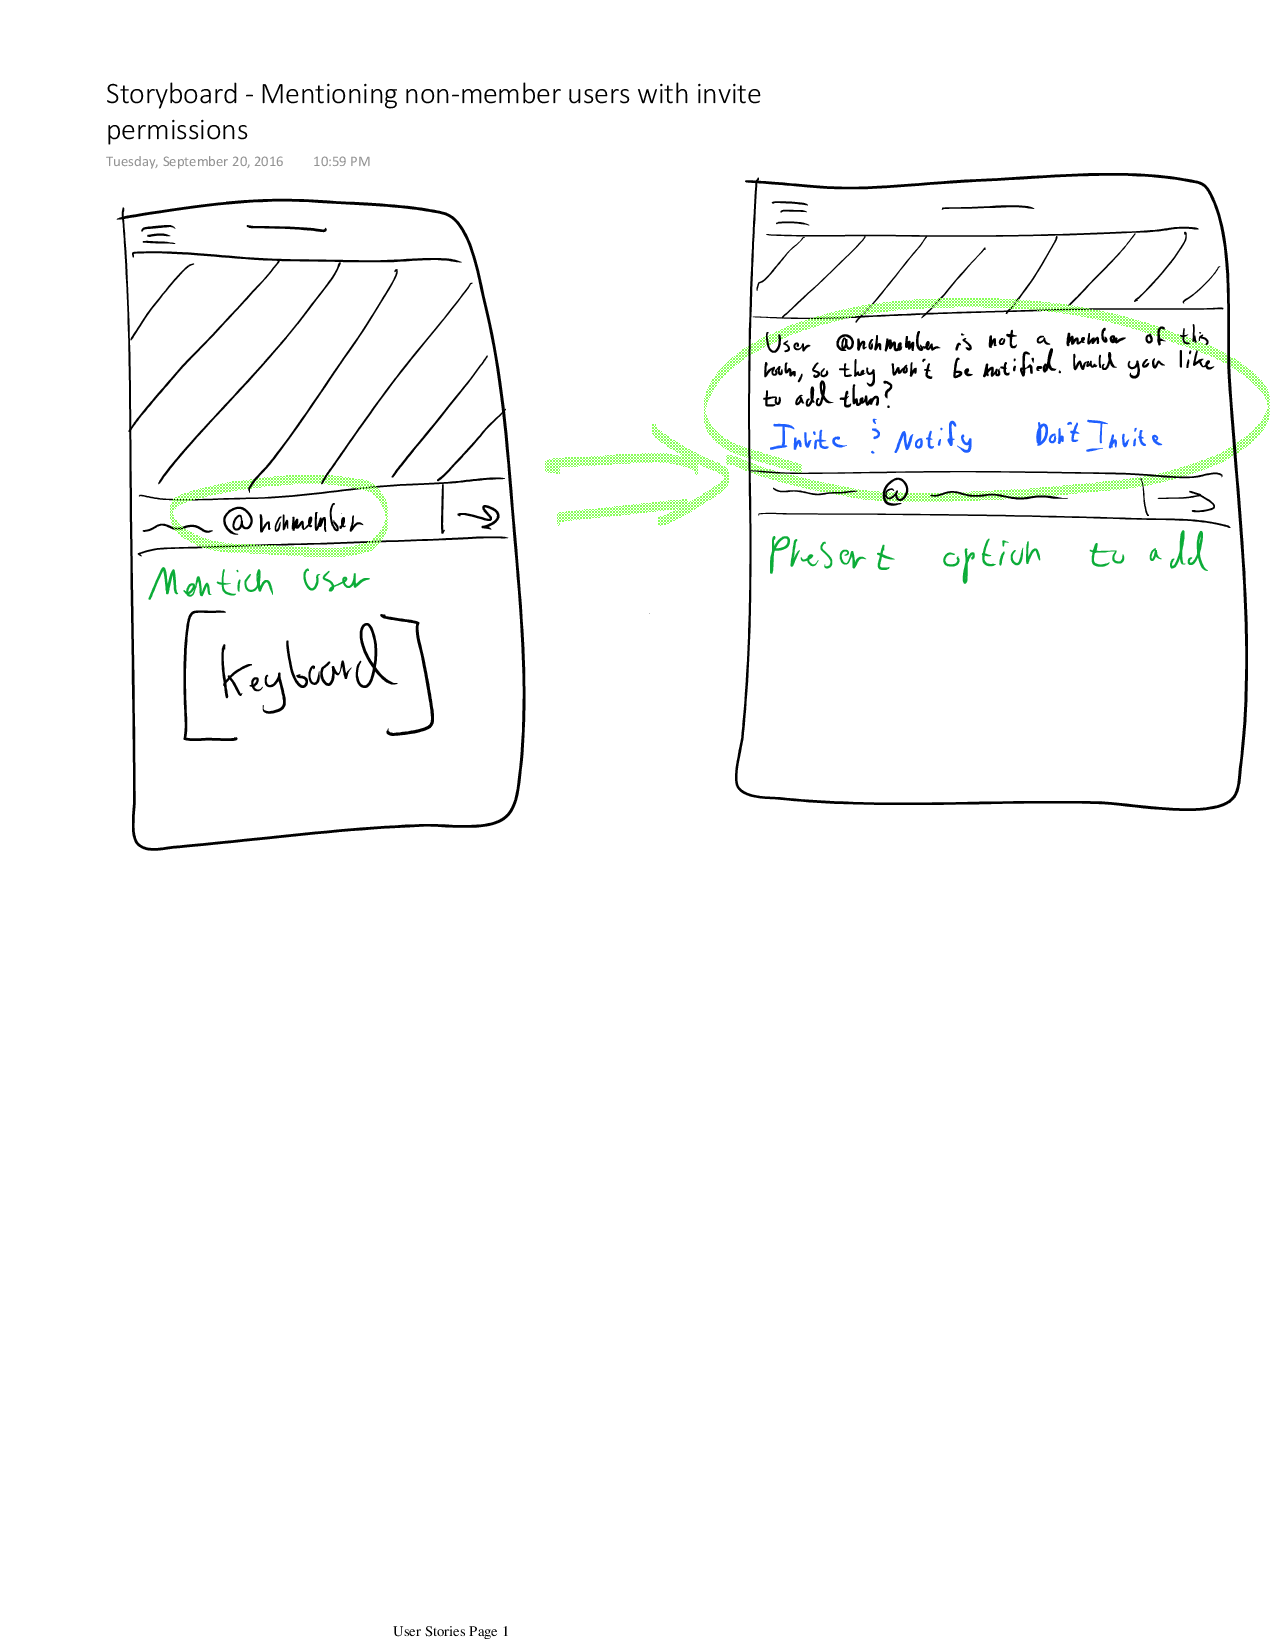 Storyboard - Mentioning non-member users with invite
permissions
Tuesday, September 20, 2016 10:59 PM
@nonmember
Mention user
Keyboard
User @nonmember is not a member of this
room, so they won't be notified. Would you like
to add them?
Invite & Notify Don't Invite
@
Present option to add
User Stories Page 1